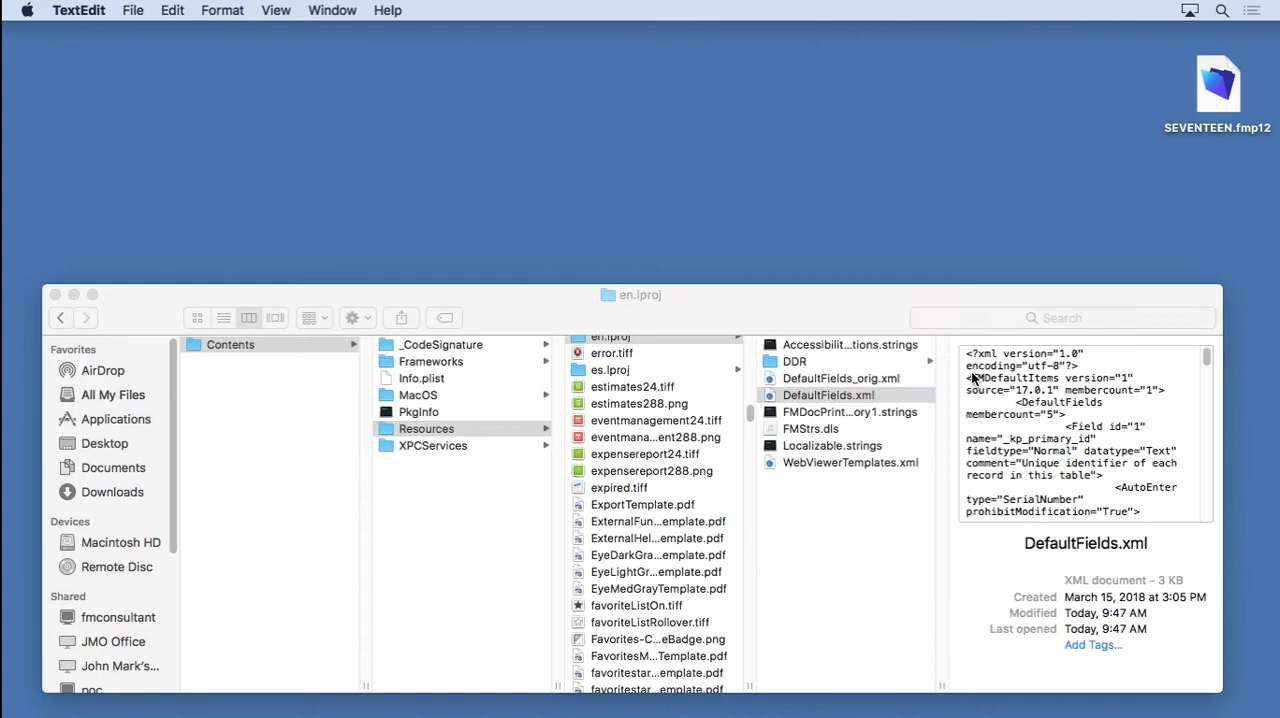 TextEdit File Edit Format View Window Help
SEVENTEEN.fmp12
en.lproj
Search
Favorites
AirDrop
All My Files
Applications
Desktop
Documents
Downloads
Devices
Macintosh HD
Remote Disc
Shared
fmconsultant
JMO Office
John Mark's...
poc
Contents
_CodeSignature
Frameworks
Info.plist
MacOS
PkgInfo
Resources
XPCServices
en.lproj
error.tiff
es.lproj
estimates24.tiff
estimates288.png
eventmanagement24.tiff
eventmana...ent288.png
expensereport24.tiff
expensereport288.png
expired.tiff
ExportTemplate.pdf
ExternalFun...emplate.pdf
ExternalHel...emplate.pdf
EyeDarkGra...emplate.pdf
EyeLightGr...emplate.pdf
EyeMedGrayTemplate.pdf
favoriteListOn.tiff
favoriteListRollover.tiff
Favorites-C...eBadge.png
FavoritesM...Template.pdf
favoritestar...emplate.pdf
favoritestar...emplate.pdf
Accessibilit...tions.strings
DDR
DefaultFields_orig.xml
DefaultFields.xml
FMDocPrint...ory1.strings
FMStrs.dls
Localizable.strings
WebViewerTemplates.xml
<?xml version="1.0"
encoding="utf-8"?>
<FMDefaultItems version="1"
source="17.0.1" membercount="1">
<DefaultFields
membercount="5">
<Field id="1"
name="_kp_primary_id"
fieldtype="Normal" datatype="Text"
comment="Unique identifier of each
record in this table">
<AutoEnter
type="SerialNumber"
prohibitModification="True">
DefaultFields.xml
XML document - 3 KB
Created March 15, 2018 at 3:05 PM
Modified Today, 9:47 AM
Last opened Today, 9:47 AM
Add Tags...